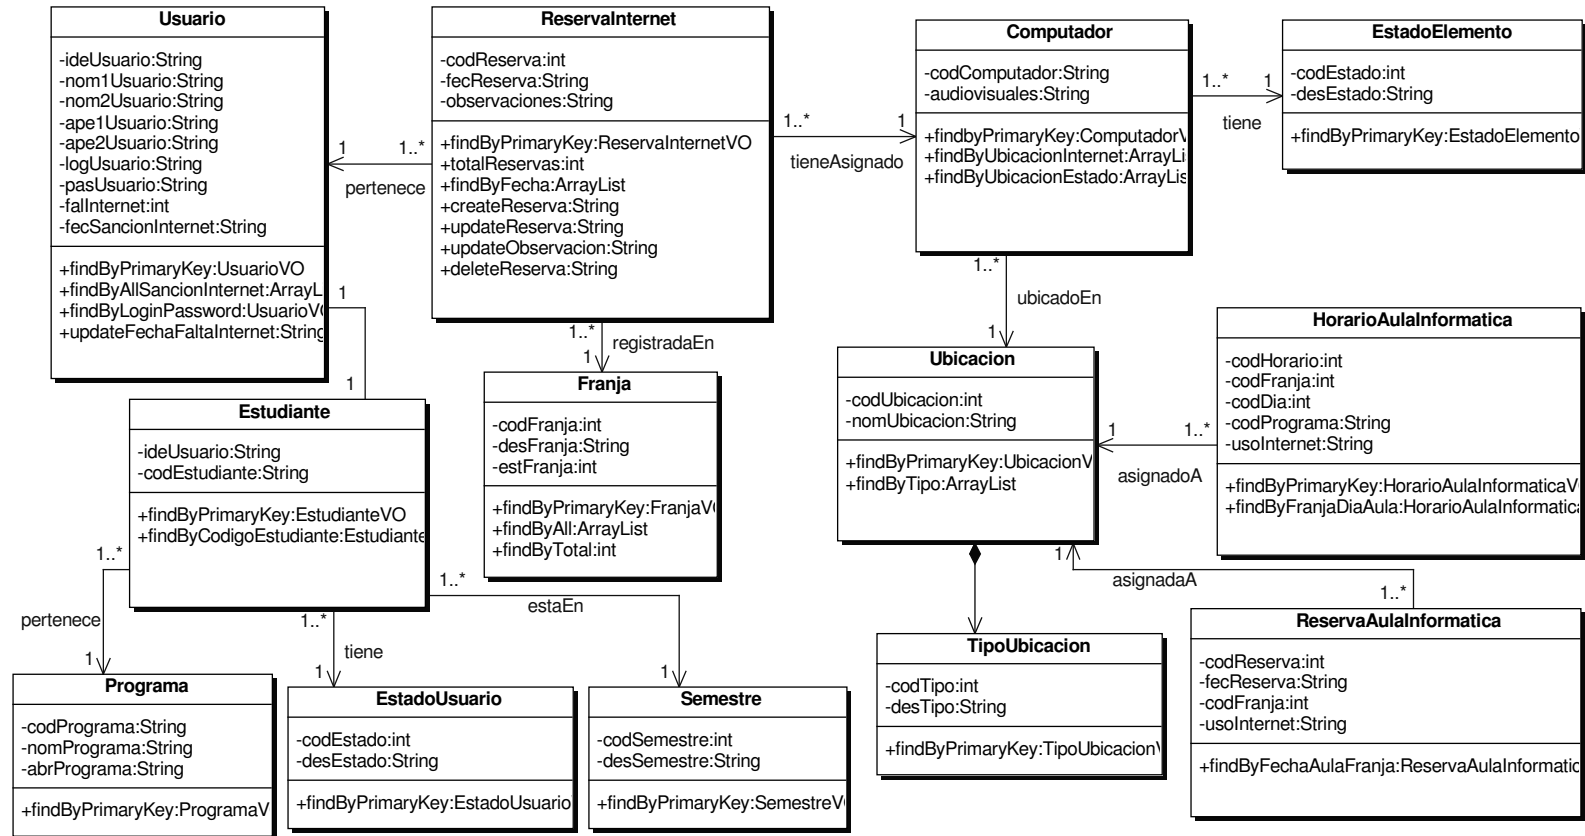 Usuario
-ideUsuario:String
-nom1Usuario:String
-nom2Usuario:String
-ape1Usuario:String
-ape2Usuario:String
-logUsuario:String
-pasUsuario:String
-falInternet:int
-fecSancionInternet:String
+findByPrimaryKey:UsuarioVO
+findByAllSancionInternet:ArrayL
+findByLoginPassword:UsuarioVO
+updateFechaFaltaInternet:String
1
1..*
pertenece
ReservaInternet
-codReserva:int
-fecReserva:String
-observaciones:String
+findByPrimaryKey:ReservaInternetVO
+totalReservas:int
+findByFecha:ArrayList
+createReserva:String
+updateReserva:String
+updateObservacion:String
+deleteReserva:String
1..*
1
tieneAsignado
Computador
-codComputador:String
-audiovisuales:String
+findbyPrimaryKey:ComputadorV
+findByUbicacionInternet:ArrayLi
+findByUbicacionEstado:ArrayLis
1..*
1
tiene
EstadoElemento
-codEstado:int
-desEstado:String
+findByPrimaryKey:EstadoElemento
1
1
1..*
registradaEn
1
1..*
ubicadoEn
1
Estudiante
-ideUsuario:String
-codEstudiante:String
+findByPrimaryKey:EstudianteVO
+findByCodigoEstudiante:Estudiante
Franja
-codFranja:int
-desFranja:String
-estFranja:int
+findByPrimaryKey:FranjaVO
+findByAll:ArrayList
+findByTotal:int
Ubicacion
-codUbicacion:int
-nomUbicacion:String
+findByPrimaryKey:UbicacionV
+findByTipo:ArrayList
1
1..*
asignadoA
HorarioAulaInformatica
-codHorario:int
-codFranja:int
-codDia:int
-codPrograma:String
-usoInternet:String
+findByPrimaryKey:HorarioAulaInformaticaV
+findByFranjaDiaAula:HorarioAulaInformatic
1..*
pertenece
1
1..*
tiene
1
1..*
estaEn
1
1
asignadaA
1..*
Programa
-codPrograma:String
-nomPrograma:String
-abrPrograma:String
+findByPrimaryKey:ProgramaV
EstadoUsuario
-codEstado:int
-desEstado:String
+findByPrimaryKey:EstadoUsuario
Semestre
-codSemestre:int
-desSemestre:String
+findByPrimaryKey:SemestreV
TipoUbicacion
-codTipo:int
-desTipo:String
+findByPrimaryKey:TipoUbicacionV
ReservaAulaInformatica
-codReserva:int
-fecReserva:String
-codFranja:int
-usoInternet:String
+findByFechaAulaFranja:ReservaAulaInformatic